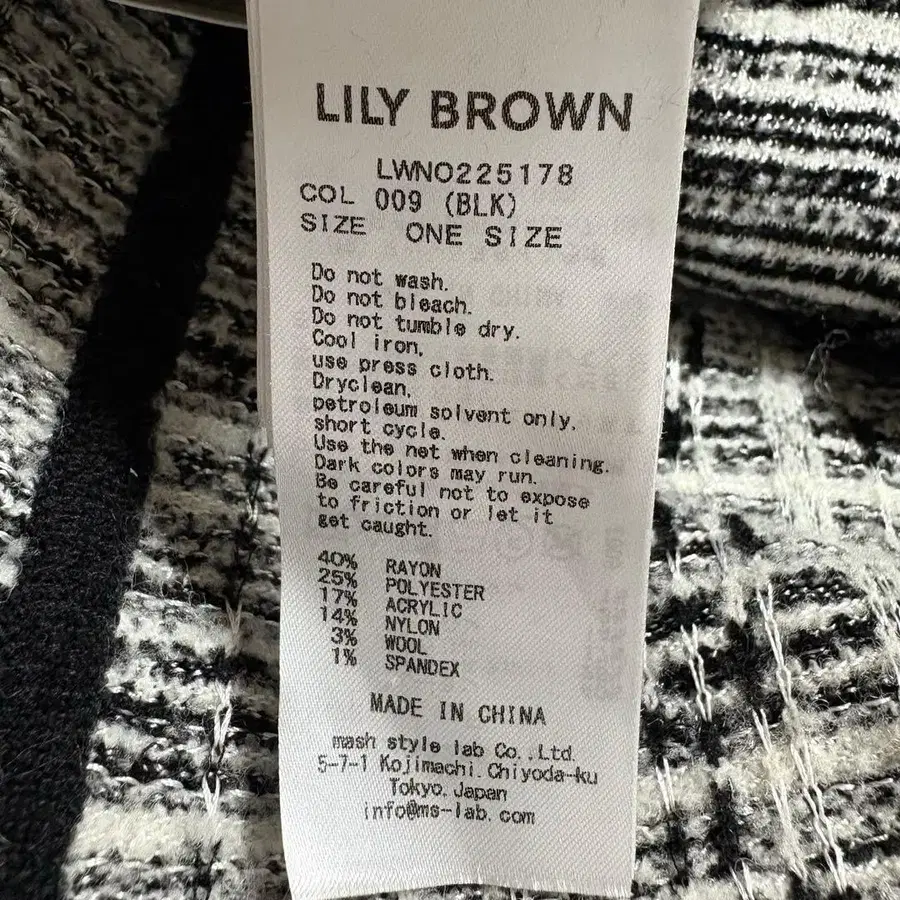 LILY BROWN
LWNO225178
COL 009 (BLK)
SIZE ONE SIZE
Do not wash.
Do not bleach.
Do not tumble dry.
Cool iron,
use press cloth.
Dryclean,
petroleum solvent only,
short cycle.
Use the net when cleaning.
Dark colors may run.
Be careful not to expose
to friction or let it
get caught.
40% RAYON
25% POLYESTER
17% ACRYLIC
14% NYLON
3% WOOL
1% SPANDEX
MADE IN CHINA
mash style lab Co.,Ltd.
5-7-1 Kojimachi, Chiyoda-ku
Tokyo, Japan
info@ms-lab.com